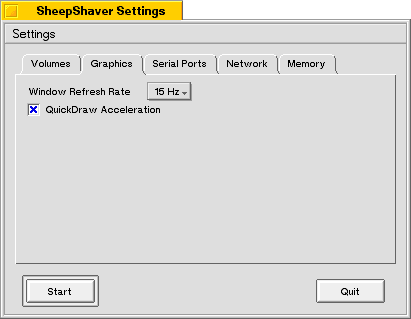 SheepShaver Settings
Settings
Volumes Graphics Serial Ports Network Memory
Window Refresh Rate 15 Hz
QuickDraw Acceleration
Start Quit